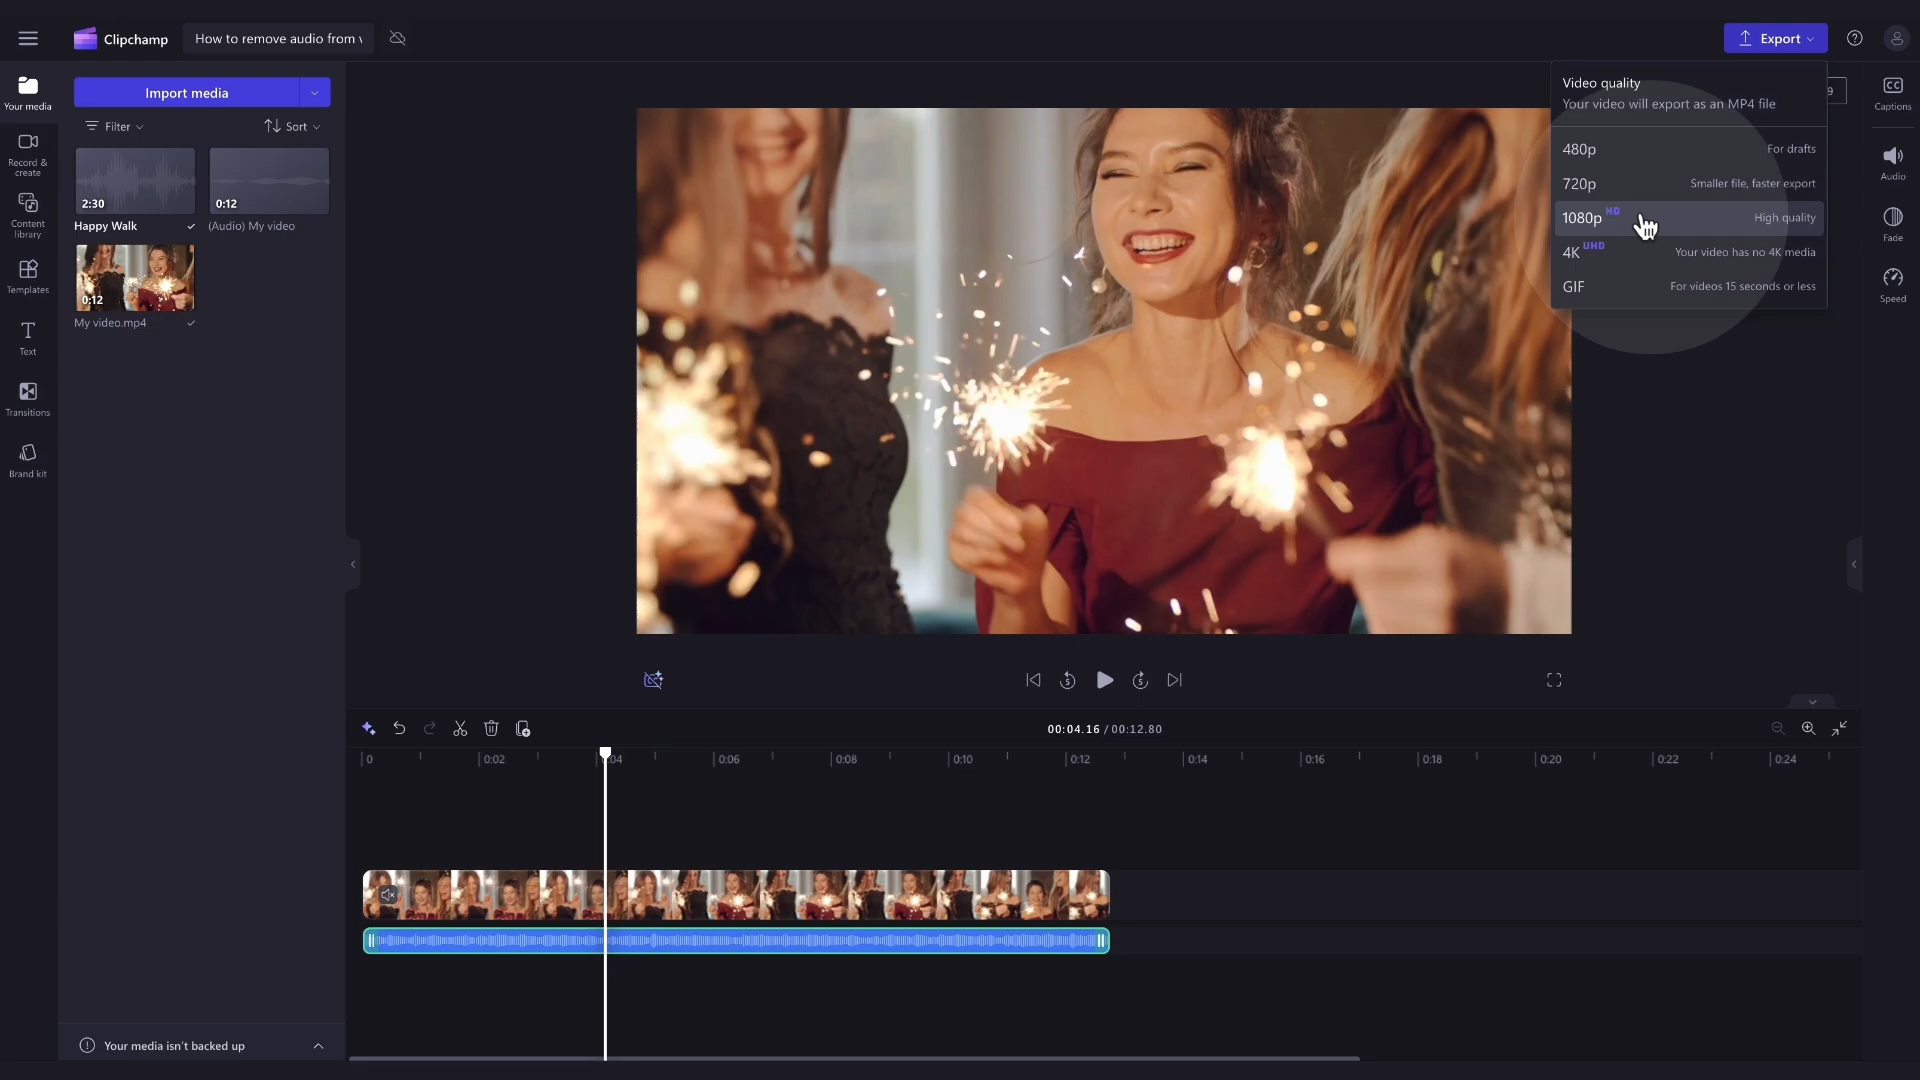 Clipchamp
How to remove audio from
Export
Video quality
Your video will export as an MP4 file
480p For drafts
720p Smaller file, faster export
1080p HD High quality
4K UHD Your video has no 4K media
GIF For videos 15 seconds or less
9
Your media
Record &
create
Content
library
Templates
Text
Transitions
Brand kit
Import media
Filter Sort
2:30 0:12
Happy Walk (Audio) My video
0:12
My video.mp4
Your media isn't backed up
CC
Captions
Audio
Fade
Speed
5 5
00:04.16 / 00:12.80
0 0:02 :04 0:06 0:08 0:10 0:12 0:14 0:16 0:18 0:20 0:22 0:24